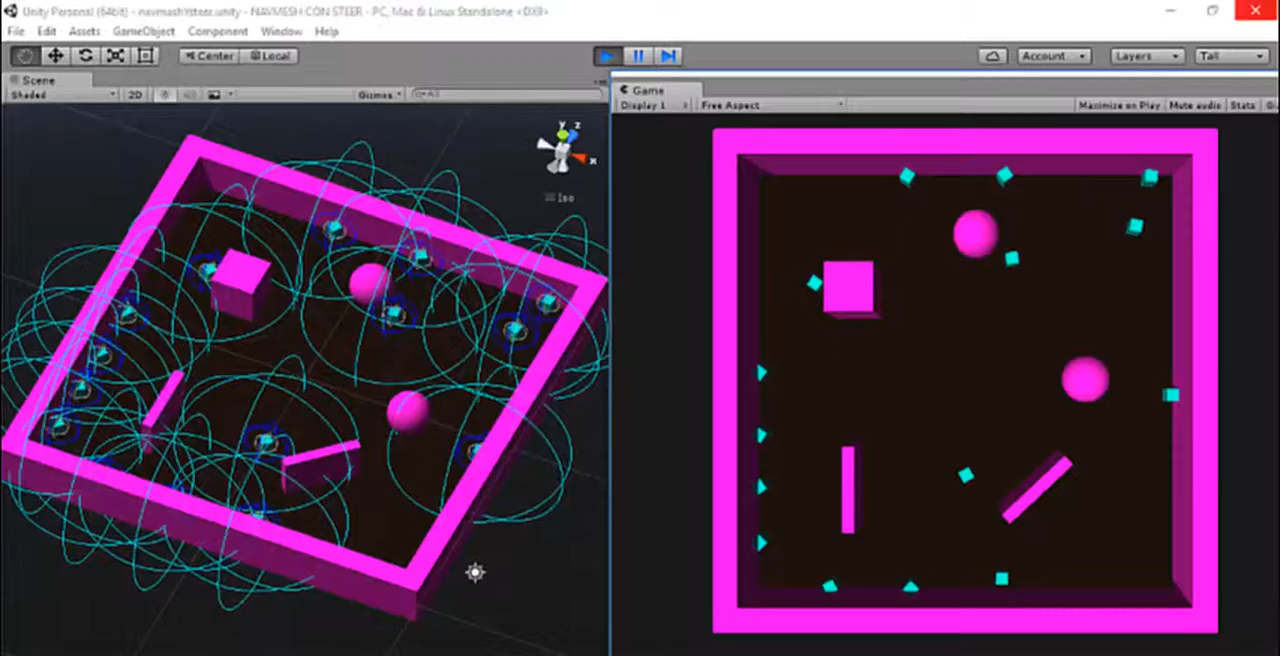 Unity Personal (64bit) - navmeshYsteer.unity - NAVMESH CON STEER - PC, Mac & Linux Standalone <DX9>
File Edit Assets GameObject Component Window Help
Center Local Account Layers Tall
Scene
Shaded 2D Gizmos All
Game
Display 1 Free Aspect Maximize on Play Mute audio Stats Gi
y z
x
Iso